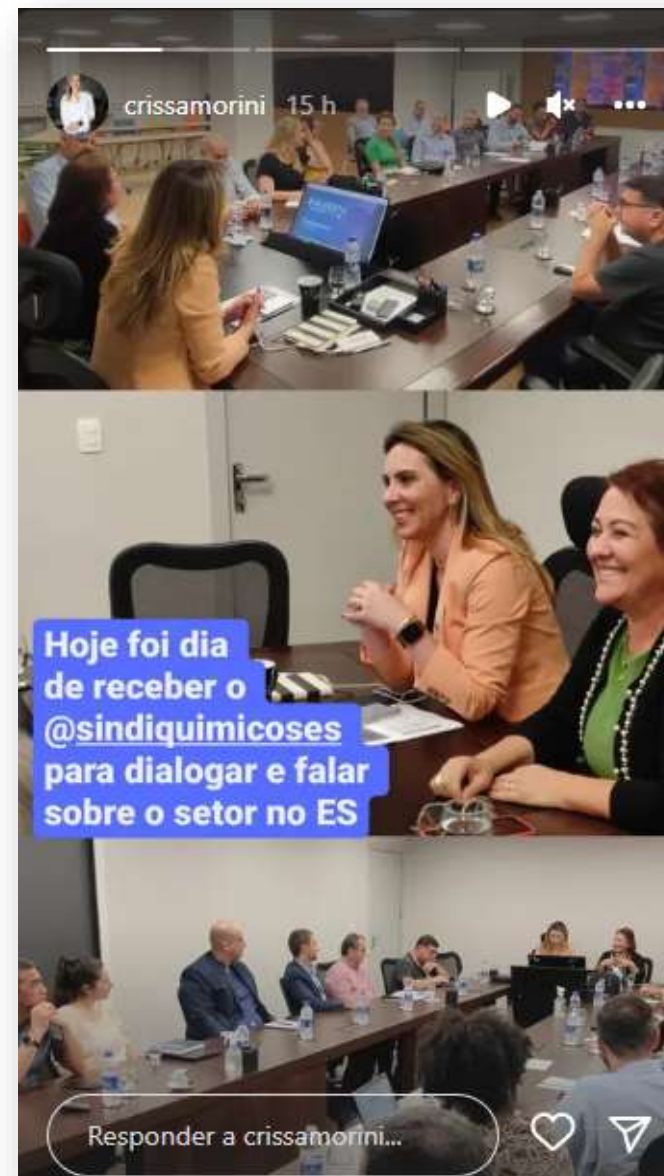 crissamorini 15 h
Hoje foi dia
de receber o
@sindiquimicoses
para dialogar e falar
sobre o setor no ES
Responder a crissamorini...